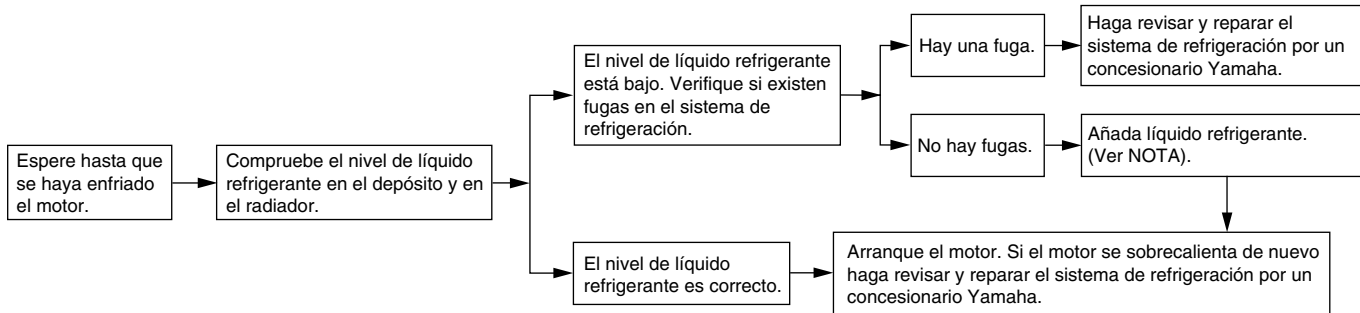 Espere hasta que
se haya enfriado
el motor.
Compruebe el nivel de líquido
refrigerante en el depósito y en
el radiador.
El nivel de líquido refrigerante
está bajo. Verifique si existen
fugas en el sistema de
refrigeración.
Hay una fuga.
Haga revisar y reparar el
sistema de refrigeración por un
concesionario Yamaha.
No hay fugas.
Añada líquido refrigerante.
(Ver NOTA).
El nivel de líquido
refrigerante es correcto.
Arranque el motor. Si el motor se sobrecalienta de nuevo
haga revisar y reparar el sistema de refrigeración por un
concesionario Yamaha.